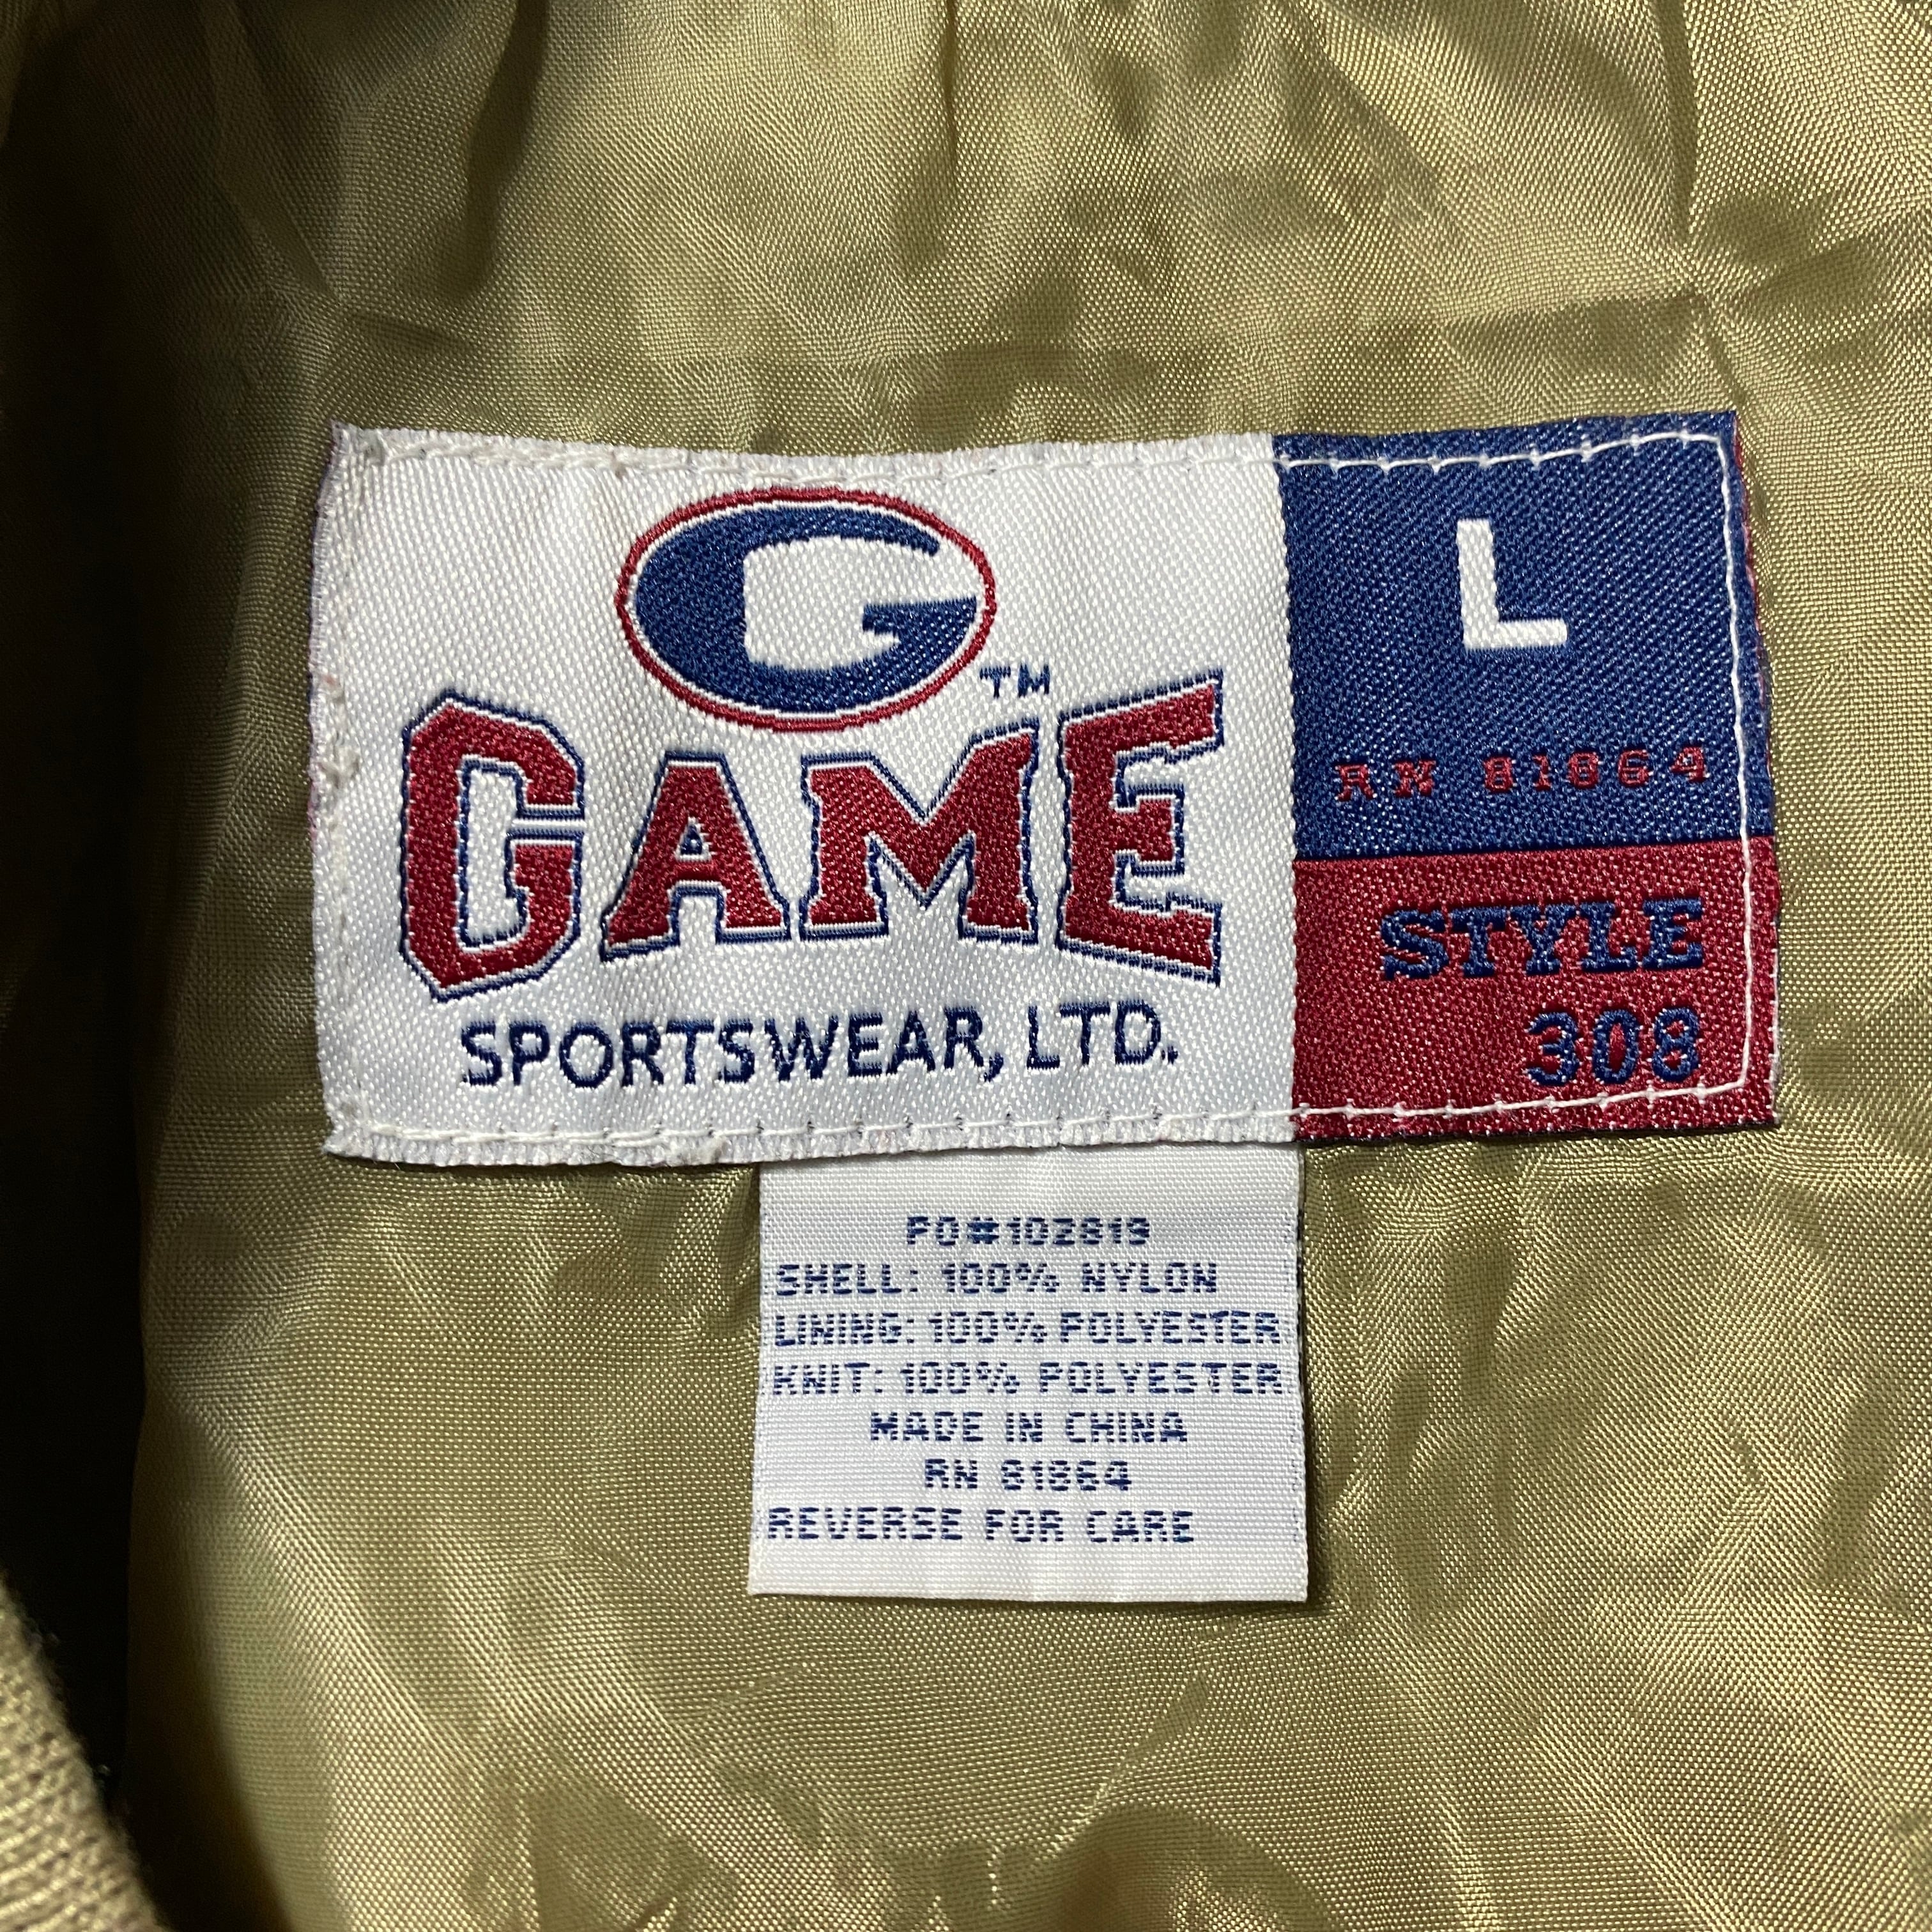 G
TM
GAME
SPORTSWEAR, LTD.
L
RN 81864
STYLE
308
PO#102819
SHELL: 100% NYLON
LINING: 100% POLYESTER
KNIT: 100% POLYESTER
MADE IN CHINA
RN 81864
REVERSE FOR CARE